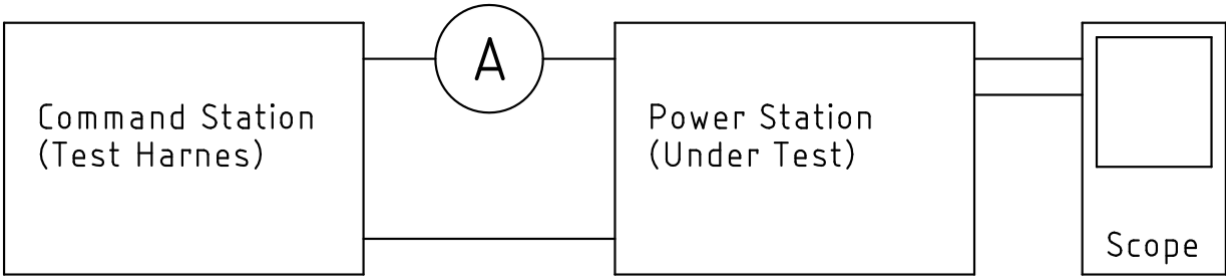 Command Station
(Test Harnes)
A
Power Station
(Under Test)
Scope